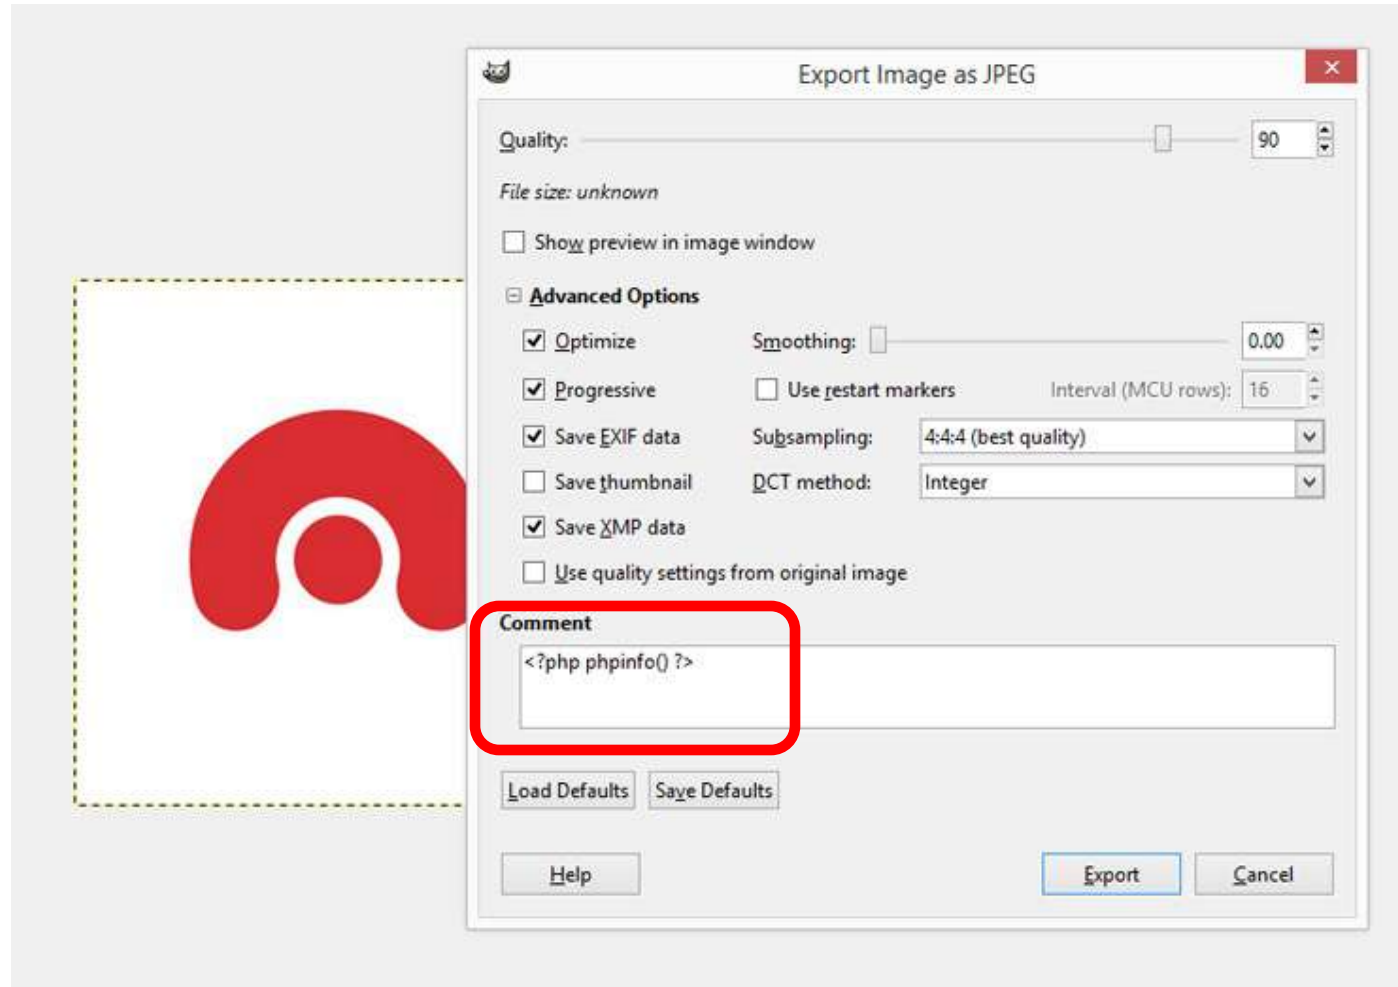 Export Image as JPEG
Quality: 90
File size: unknown
Show preview in image window
Advanced Options
Optimize Smoothing: 0.00
Progressive Use restart markers Interval (MCU rows): 16
Save EXIF data Subsampling: 4:4:4 (best quality)
Save thumbnail DCT method: Integer
Save XMP data
Use quality settings from original image
Comment
<?php phpinfo() ?>
Load Defaults Save Defaults
Help Export Cancel